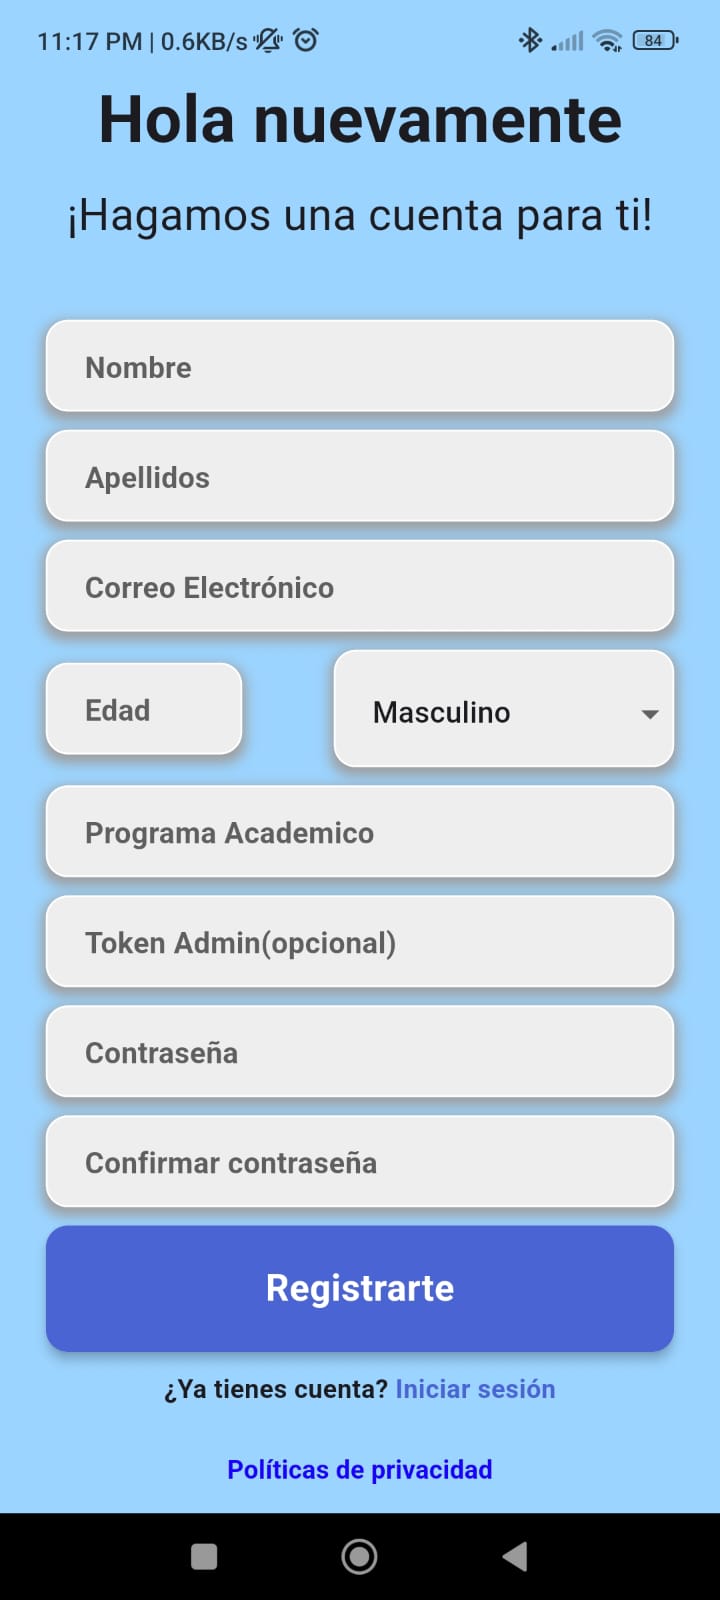 11:17 PM | 0.6KB/s 84
Hola nuevamente
¡Hagamos una cuenta para ti!
Nombre
Apellidos
Correo Electrónico
Edad Masculino
Programa Academico
Token Admin(opcional)
Contraseña
Confirmar contraseña
Registrarte
¿Ya tienes cuenta? Iniciar sesión
Políticas de privacidad